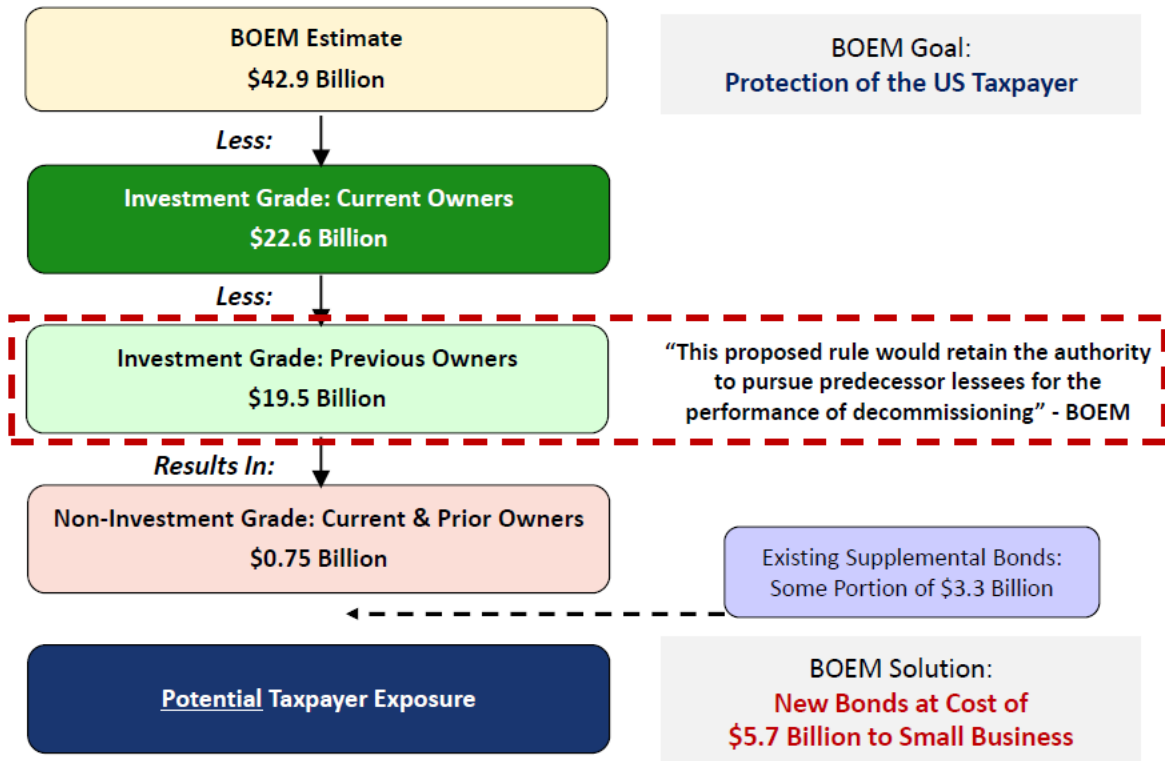 BOEM Estimate
$42.9 Billion
BOEM Goal:
Protection of the US Taxpayer
Less:
Investment Grade: Current Owners
$22.6 Billion
Less:
Investment Grade: Previous Owners
$19.5 Billion
“This proposed rule would retain the authority
to pursue predecessor lessees for the
performance of decommissioning” - BOEM
Results In:
Non-Investment Grade: Current & Prior Owners
$0.75 Billion
Existing Supplemental Bonds:
Some Portion of $3.3 Billion
Potential Taxpayer Exposure
BOEM Solution:
New Bonds at Cost of
$5.7 Billion to Small Business